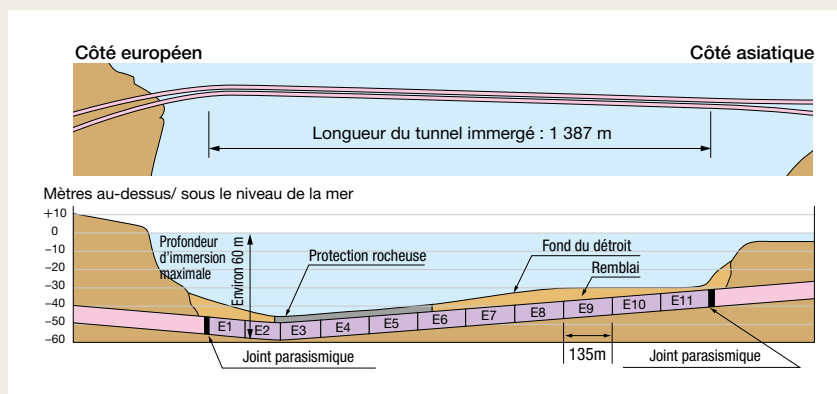 Côté européen
Côté asiatique
Longueur du tunnel immergé : 1 387 m
Mètres au-dessus/ sous le niveau de la mer
+10
0
−10
−20
−30
−40
−50
−60
Profondeur
d'immersion
maximale
Environ 60 m
Protection rocheuse
Fond du détroit
Remblai
E1
E2
E3
E4
E5
E6
E7
E8
E9
E10
E11
135m
Joint parasismique
Joint parasismique